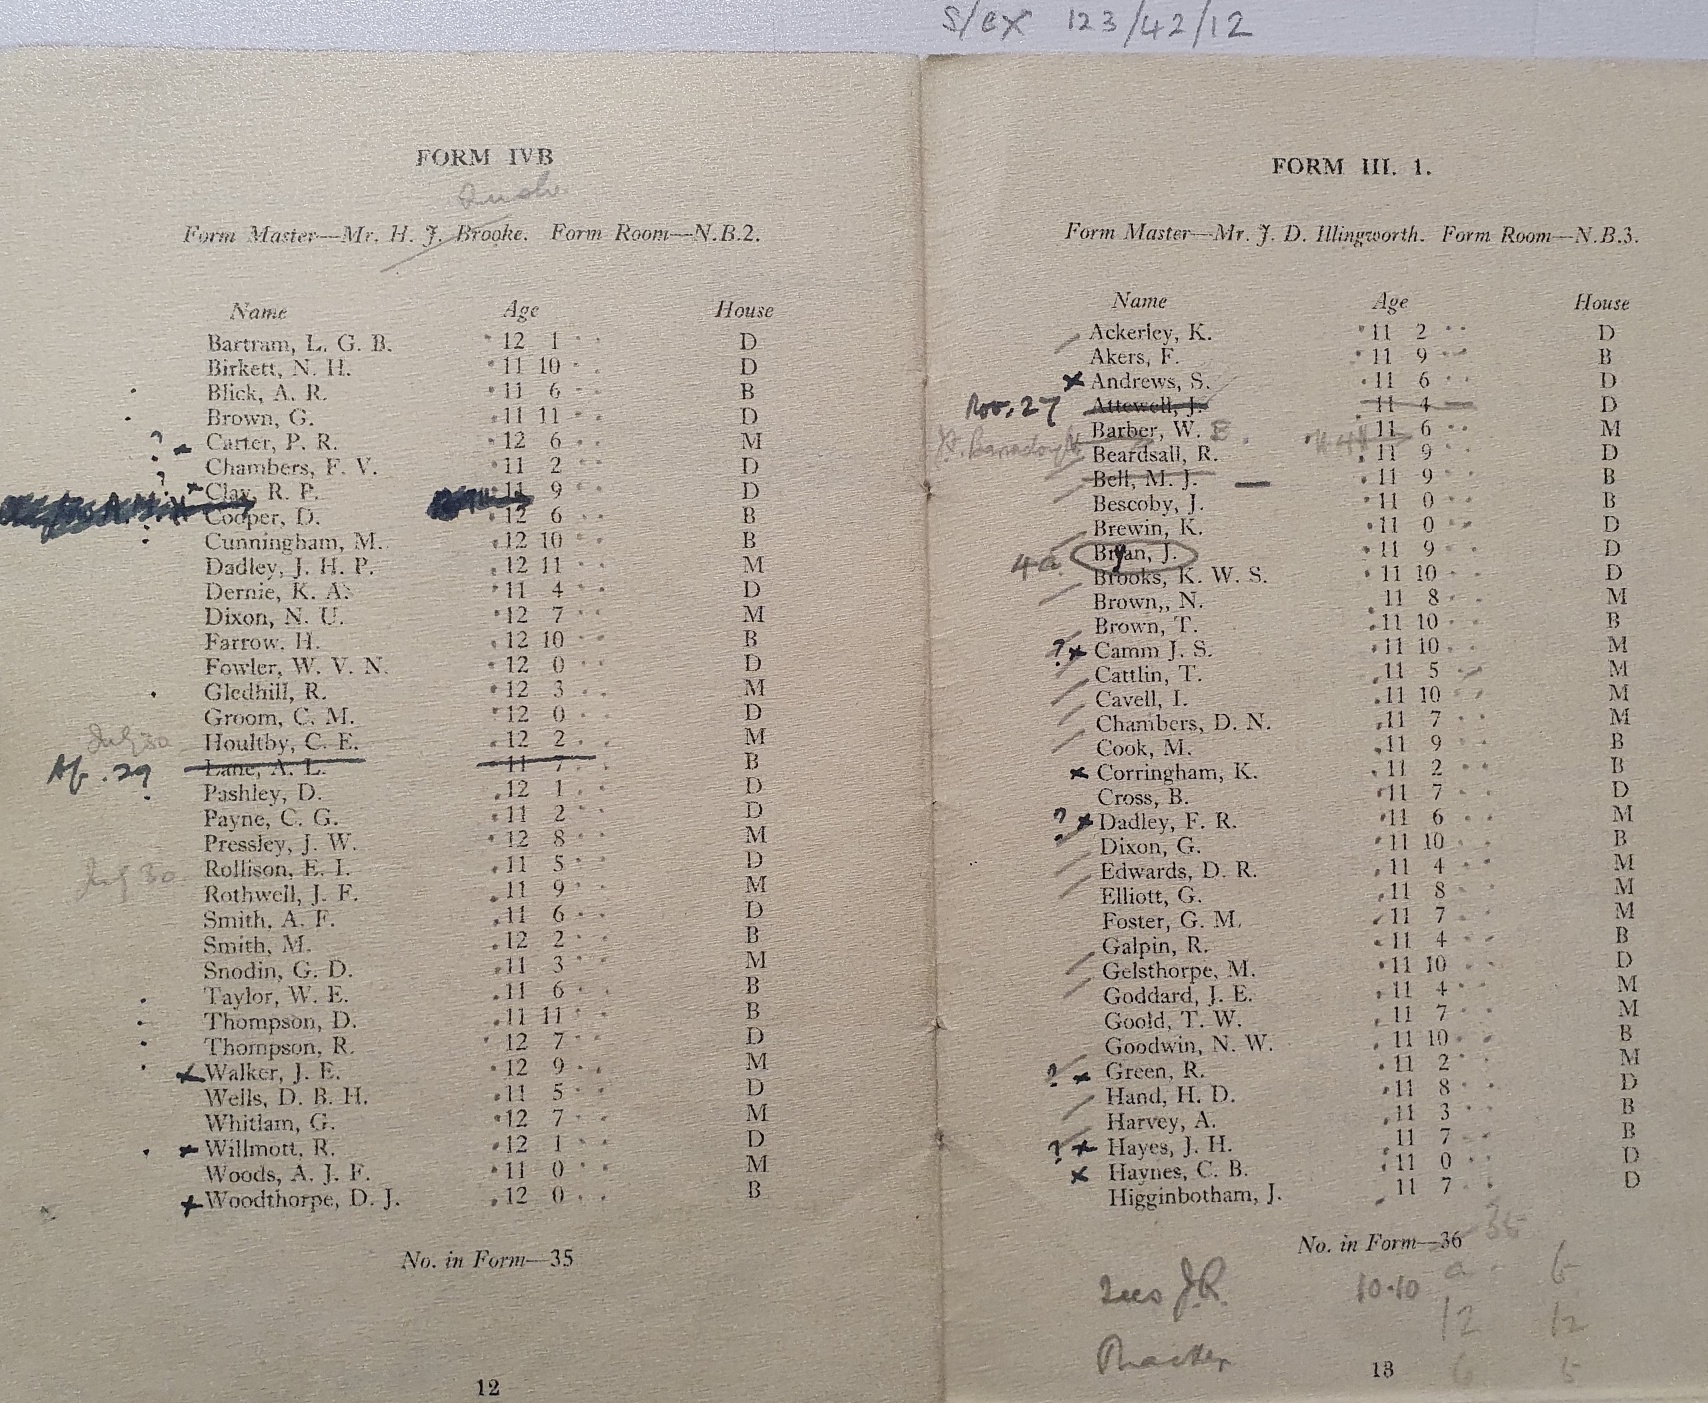 S/ex 123/42/12
FORM IVB
Form Master—Mr. H. J. Brooke. Form Room—N.B.2.
Name Age House
Bartram, L. G. B. 12 1 D
Birkett, N. H. 11 10 D
Blick, A. R. 11 6 B
Brown, G. 11 11 D
? x Carter, P. R. 12 6 M
? Chambers, F. V. 11 2 D
? x Clay, R. P. 11 9 D
Cooper, D. 12 6 B
Cunningham, M. 12 10 B
Dadley, J. H. P. 12 11 M
Dernie, K. A. 11 4 D
Dixon, N. U. 12 7 M
Farrow, H. 12 10 B
Fowler, W. V. N. 12 0 D
Gledhill, R. 12 3 M
Groom, C. M. 12 0 D
July 30 Houltby, C. E. 12 2 M
Ap. 29 Lane, A. L. 11 7 B
Pashley, D. 12 1 D
Payne, C. G. 11 2 D
Pressley, J. W. 12 8 M
July 30 Rollison, E. I. 11 5 D
Rothwell, J. F. 11 9 M
Smith, A. F. 11 6 D
Smith, M. 12 2 B
Snodin, G. D. 11 3 M
Taylor, W. E. 11 6 B
Thompson, D. 11 11 B
Thompson, R. 12 7 D
x Walker, J. E. 12 9 M
Wells, D. B. H. 11 5 D
Whitlam, G. 12 7 M
x Willmott, R. 12 1 D
Woods, A. J. F. 11 0 M
x Woodthorpe, D. J. 12 0 B
No. in Form—35
12
FORM III. 1.
Form Master—Mr. J. D. Illingworth. Form Room—N.B.3.
Name Age House
Ackerley, K. 11 2 D
Akers, F. 11 9 B
x Andrews, S. 11 6 D
Nov. 27 Attewell, J. 11 4 D
Barber, W. B. 11 6 M
Beardsall, R. 11 9 D
Bell, M. J. 11 9 B
Bescoby, J. 11 0 B
Brewin, K. 11 0 D
4a Bryan, J. 11 9 D
Brooks, K. W. S. 11 10 D
Brown,, N. 11 8 M
Brown, T. 11 10 B
? x Camm J. S. 11 10 M
Cattlin, T. 11 5 M
Cavell, I. 11 10 M
Chambers, D. N. 11 7 M
Cook, M. 11 9 B
x Corringham, K. 11 2 B
Cross, B. 11 7 D
? x Dadley, F. R. 11 6 M
Dixon, G. 11 10 B
Edwards, D. R. 11 4 M
Elliott, G. 11 8 M
Foster, G. M. 11 7 M
Galpin, R. 11 4 B
Gelsthorpe, M. 11 10 D
Goddard, J. E. 11 4 M
Goold, T. W. 11 7 M
Goodwin, N. W. 11 10 B
? x Green, R. 11 2 M
Hand, H. D. 11 8 D
Harvey, A. 11 3 B
? x Hayes, J. H. 11 7 B
x Haynes, C. B. 11 0 D
Higginbotham, J. 11 7 D
35
No. in Form—36
a b
J.R. 10.10
12 12
6 5
13